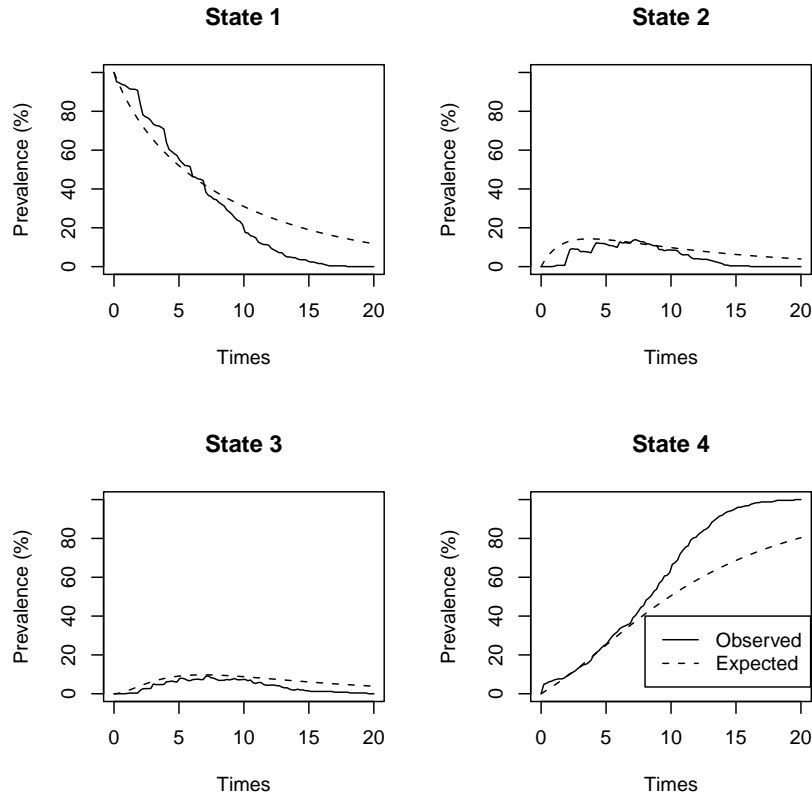 State 1
Prevalence (%)
0 20 40 60 80
0 5 10 15 20
Times
State 2
Prevalence (%)
0 20 40 60 80
0 5 10 15 20
Times
State 3
Prevalence (%)
0 20 40 60 80
0 5 10 15 20
Times
State 4
Prevalence (%)
0 20 40 60 80
0 5 10 15 20
Times
Observed
Expected